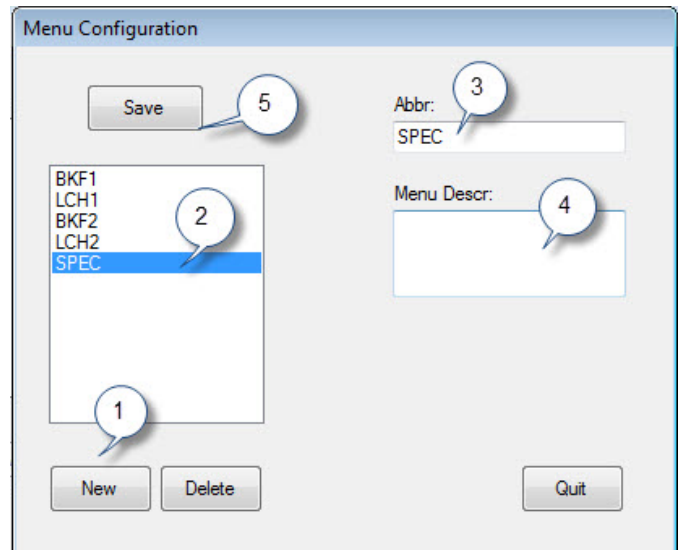 Menu Configuration
Save
5
Abbr:
3
SPEC
BKF1
LCH1
BKF2
LCH2
SPEC
2
Menu Descr:
4
1
New
Delete
Quit